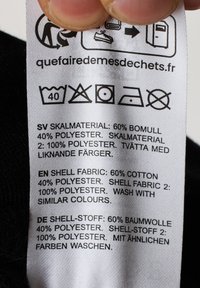 quefairedemesdechets.fr
40
SV SKALMATERIAL: 60% BOMULL
40% POLYESTER. SKALMATERIAL
2: 100% POLYESTER. TVÄTTA MED
LIKNANDE FÄRGER.
EN SHELL FABRIC: 60% COTTON
40% POLYESTER. SHELL FABRIC 2:
100% POLYESTER. WASH WITH
SIMILAR COLOURS.
DE SHELL-STOFF: 60% BAUMWOLLE
40% POLYESTER. SHELL-STOFF 2:
100% POLYESTER. MIT ÄHNLICHEN
FARBEN WASCHEN.